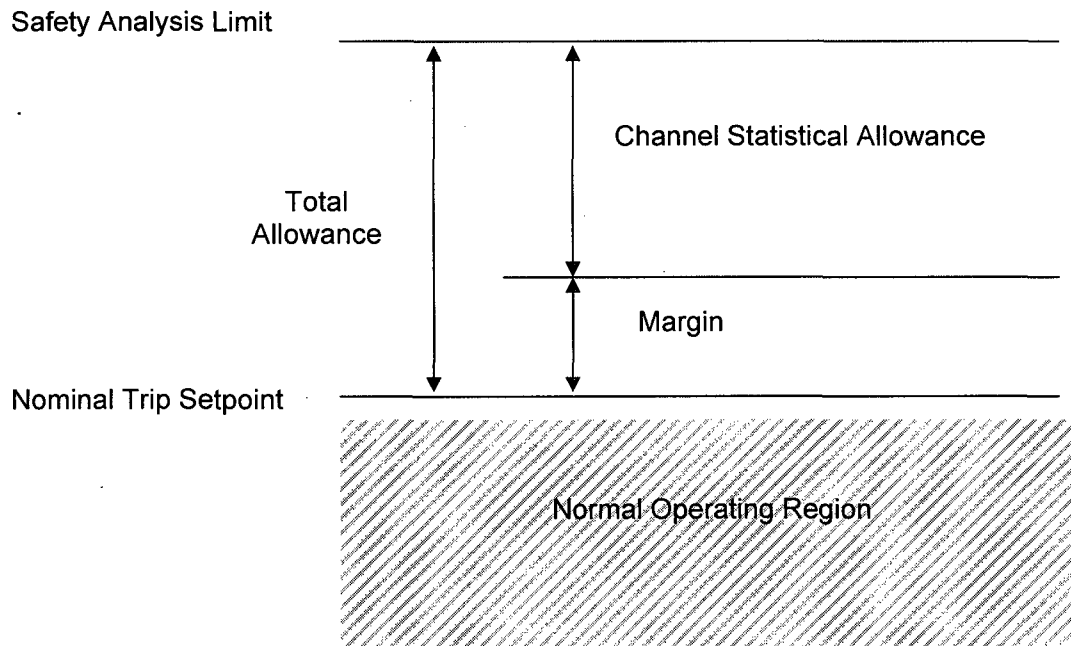 Safety Analysis Limit
Channel Statistical Allowance
Total
Allowance
Margin
Nominal Trip Setpoint
Normal Operating Region